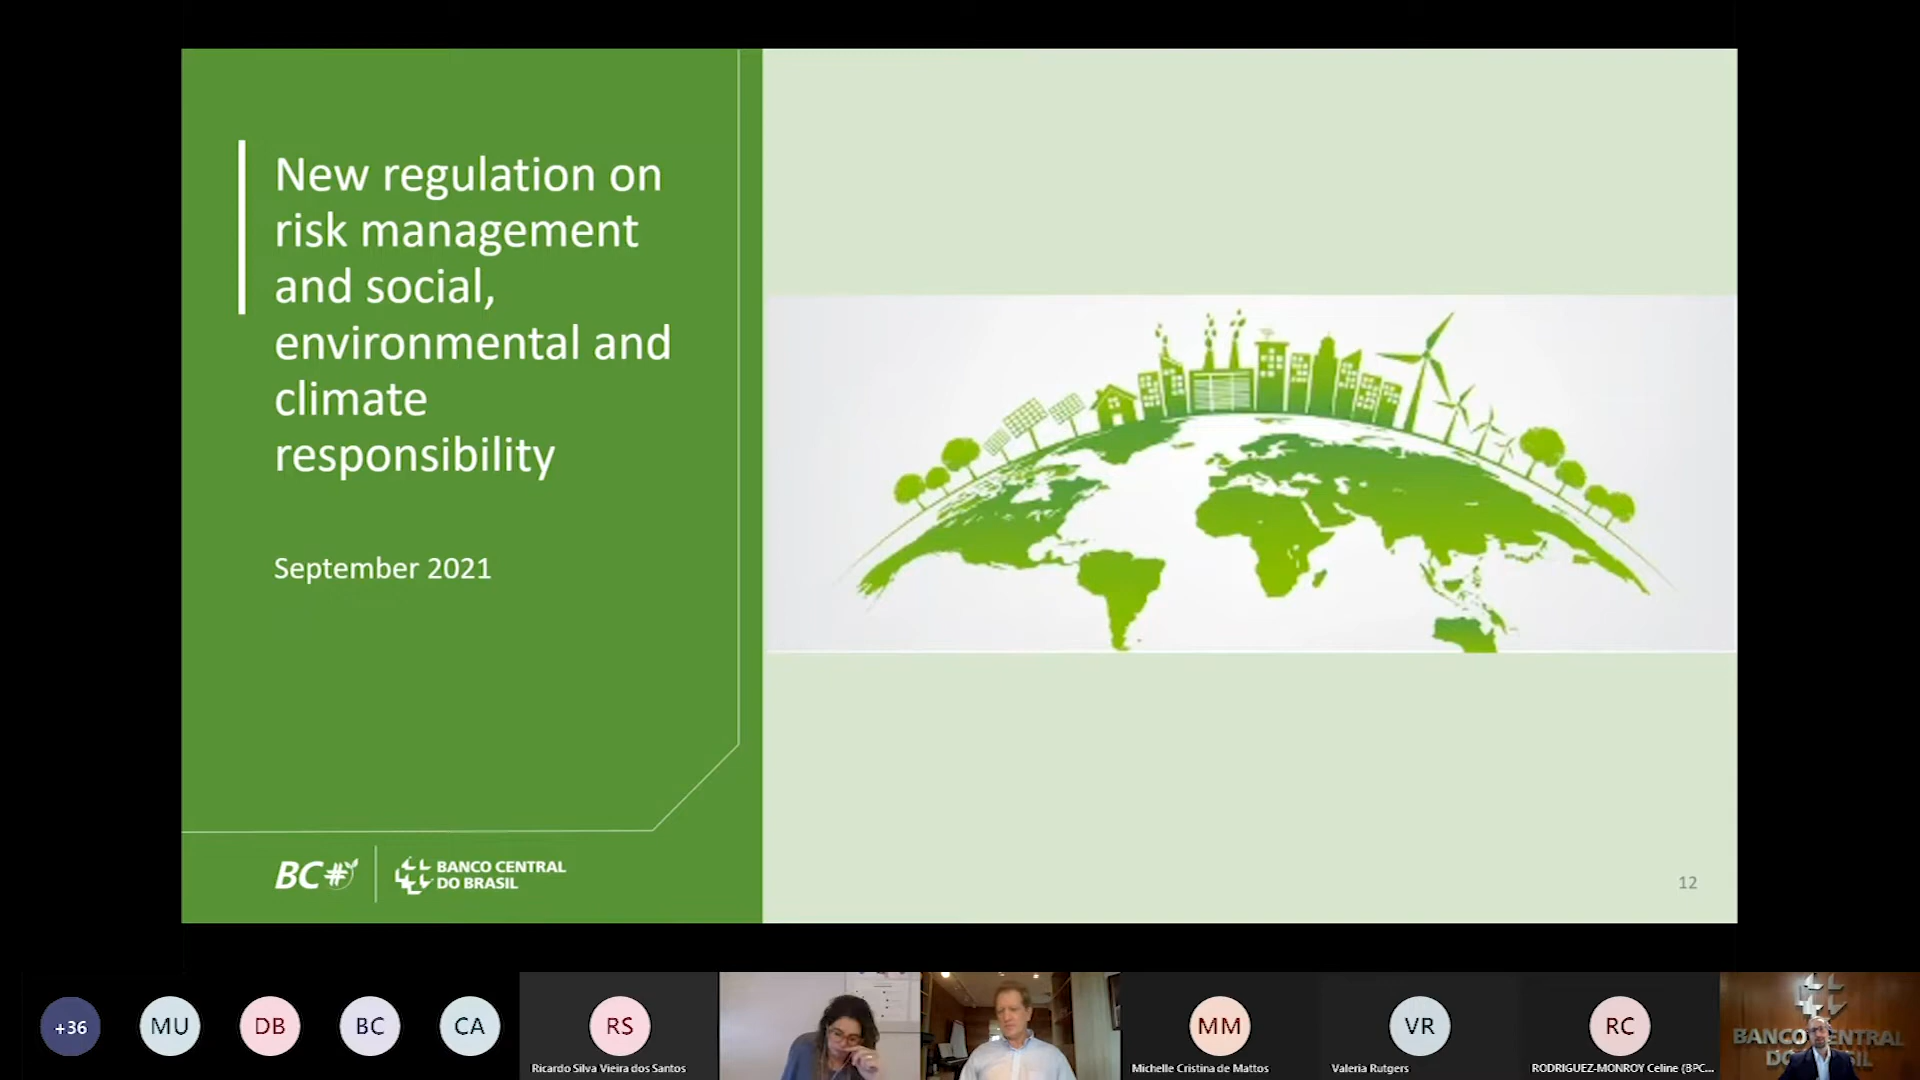 New regulation on
risk management
and social,
environmental and
climate
responsibility
September 2021
BC#
BANCO CENTRAL
DO BRASIL
12
+36
MU
DB
BC
CA
RS
Ricardo Silva Vieira dos Santos
MM
Michelle Cristina de Mattos
VR
Valeria Rutgers
RC
RODRIGUEZ-MONROY Celine (BPC...
BANCO CENTRAL
DO BRASIL